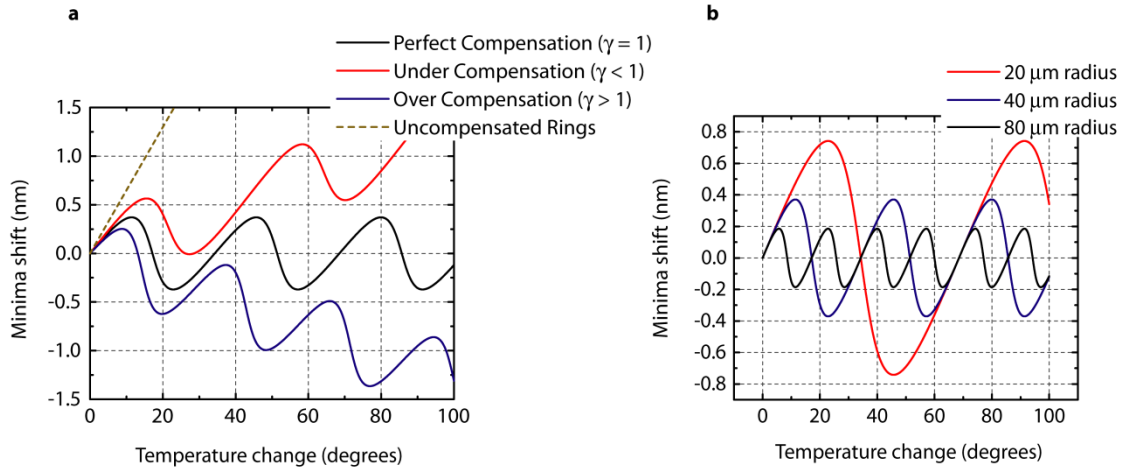 a
Perfect Compensation (γ = 1)
Under Compensation (γ < 1)
Over Compensation (γ > 1)
Uncompensated Rings
1.5
1.0
0.5
0.0
-0.5
-1.0
-1.5
Minima shift (nm)
0 20 40 60 80 100
Temperature change (degrees)
b
20 μm radius
40 μm radius
80 μm radius
0.8
0.6
0.4
0.2
0.0
-0.2
-0.4
-0.6
-0.8
Minima shift (nm)
0 20 40 60 80 100
Temperature change (degrees)